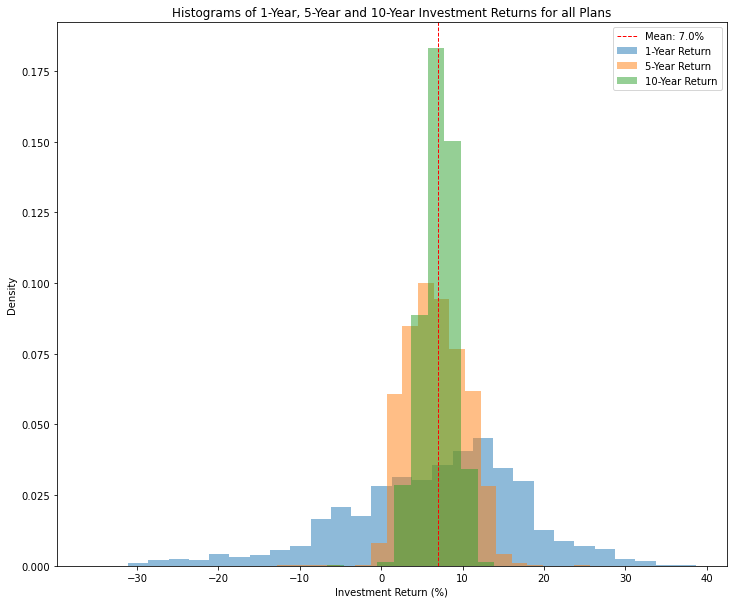 Histograms of 1-Year, 5-Year and 10-Year Investment Returns for all Plans
Mean: 7.0%
1-Year Return
5-Year Return
10-Year Return
0.175
0.150
0.125
0.100
0.075
0.050
0.025
0.000
Density
−30 −20 −10 0 10 20 30 40
Investment Return (%)